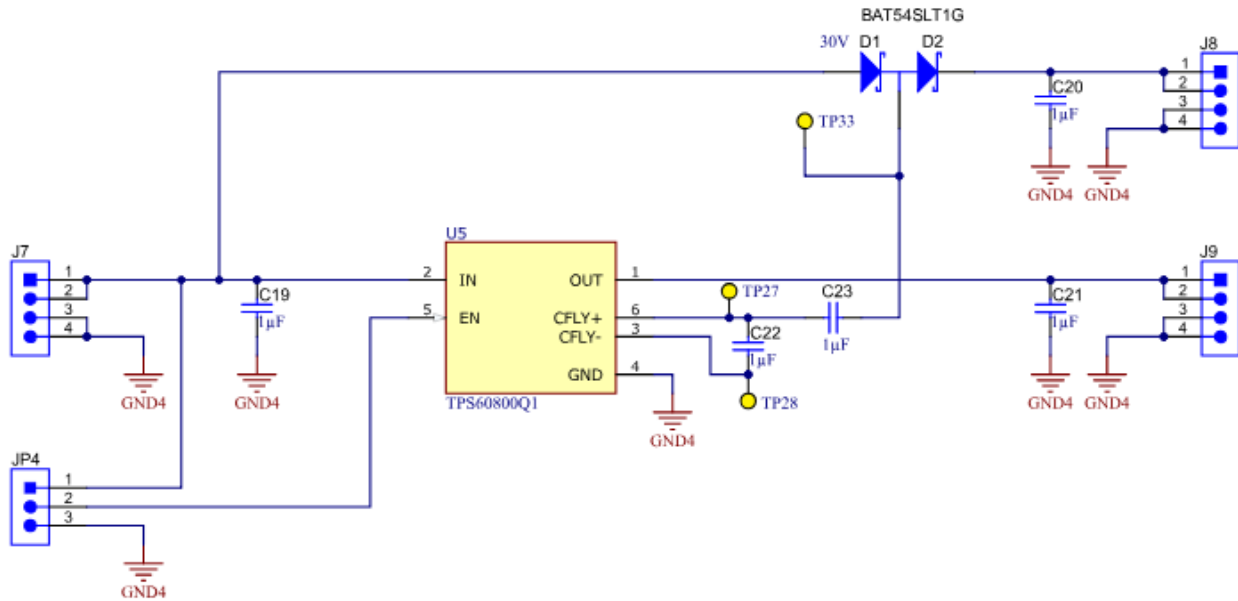 BAT54SLT1G
30V D1 D2
J8
1
2
3
4
C20
1µF
TP33
GND4 GND4
J7
1
2
3
4
C19
1µF
GND4 GND4
U5
2 IN OUT 1
5 EN CFLY+ 6
CFLY- 3
GND 4
TPS60800Q1
TP27
C23
1µF
C22
1µF
TP28
GND4
J9
1
2
3
4
C21
1µF
GND4 GND4
JP4
1
2
3
GND4